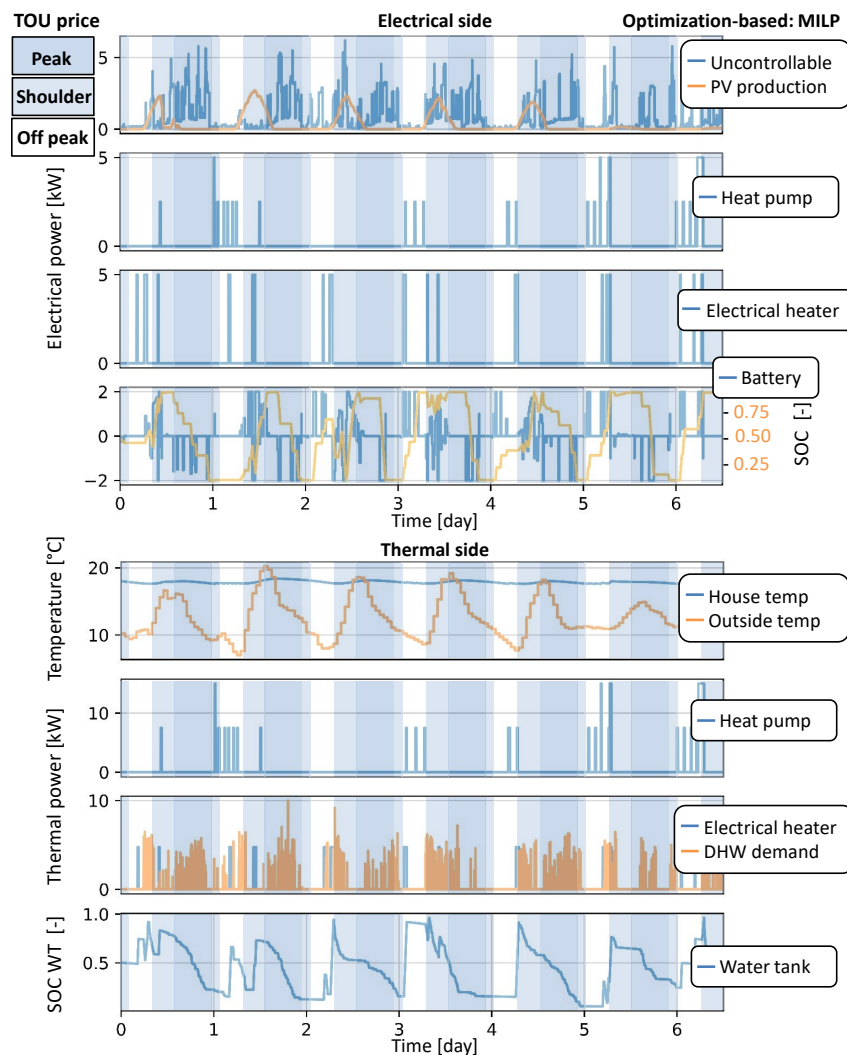 TOU price
Electrical side
Optimization-based: MILP
Peak
Shoulder
Off peak
5
0
Uncontrollable
PV production
Electrical power [kW]
5
0
Heat pump
5
0
Electrical heater
2
0
−2
Battery
0.75
0.50
0.25
SOC [-]
0 1 2 3 4 5 6
Time [day]
Thermal side
Temperature [°C]
20
10
House temp
Outside temp
Thermal power [kW]
10
0
Heat pump
10
0
Electrical heater
DHW demand
SOC WT [-]
1.0
0.5
Water tank
0 1 2 3 4 5 6
Time [day]